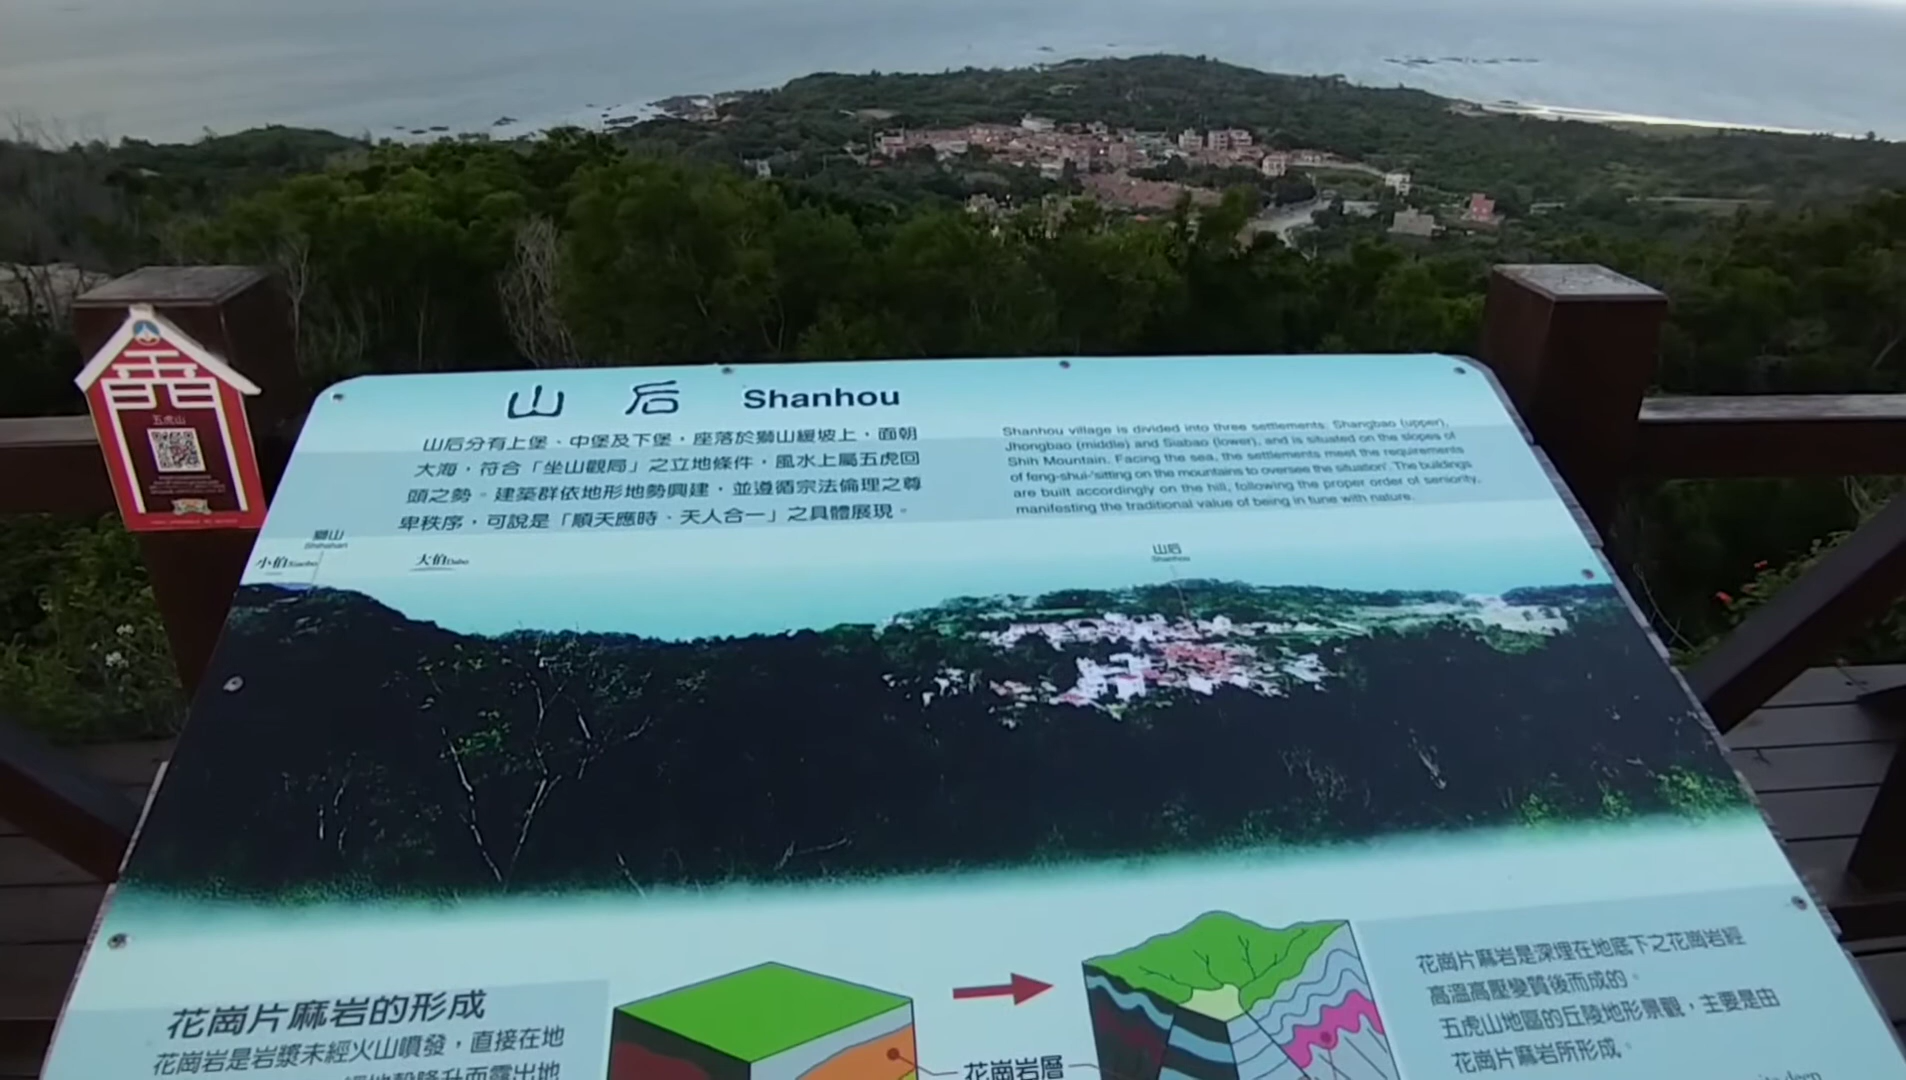 五虎山
山后 Shanhou
山后分有上堡、中堡及下堡，座落於獅山緩坡上，面朝
大海，符合「坐山觀局」之立地條件，風水上屬五虎回
頭之勢。建築群依地形地勢興建，並遵循宗法倫理之尊
卑秩序，可說是「順天應時、天人合一」之具體展現。
Shanhou village is divided into three settlements: Shangbao (upper),
Jhongbao (middle) and Siabao (lower), and is situated on the slopes of
Shih Mountain. Facing the sea, the settlements meet the requirements
of feng-shui-'sitting on the mountains to oversee the situation'. The buildings
are built accordingly on the hill, following the proper order of seniority,
manifesting the traditional value of being in tune with nature.
獅山
Shihshan
小伯 Xiaobo
大伯 Dabo
山后
Shanhou
花崗片麻岩的形成
花崗岩是岩漿未經火山噴發，直接在地
花崗岩層
花崗片麻岩是深埋在地底下之花崗岩經
高溫高壓變質後而成的。
五虎山地區的丘陵地形景觀，主要是由
花崗片麻岩所形成。